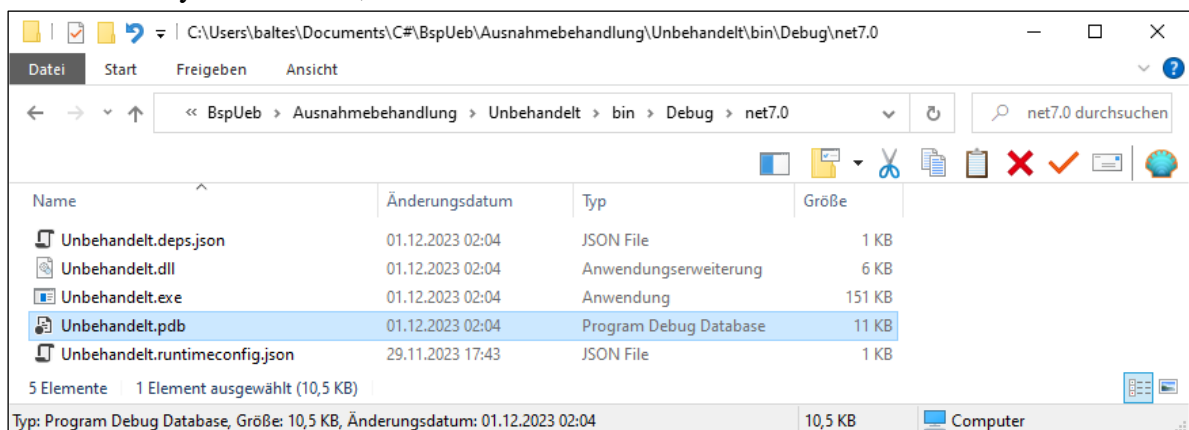 C:\Users\baltes\Documents\C#\BspUeb\Ausnahmebehandlung\Unbehandelt\bin\Debug\net7.0
Datei Start Freigeben Ansicht
« BspUeb > Ausnahmebehandlung > Unbehandelt > bin > Debug > net7.0 net7.0 durchsuchen
Name Änderungsdatum Typ Größe
Unbehandelt.deps.json 01.12.2023 02:04 JSON File 1 KB
Unbehandelt.dll 01.12.2023 02:04 Anwendungserweiterung 6 KB
Unbehandelt.exe 01.12.2023 02:04 Anwendung 151 KB
Unbehandelt.pdb 01.12.2023 02:04 Program Debug Database 11 KB
Unbehandelt.runtimeconfig.json 29.11.2023 17:43 JSON File 1 KB
5 Elemente 1 Element ausgewählt (10,5 KB)
Typ: Program Debug Database, Größe: 10,5 KB, Änderungsdatum: 01.12.2023 02:04 10,5 KB Computer